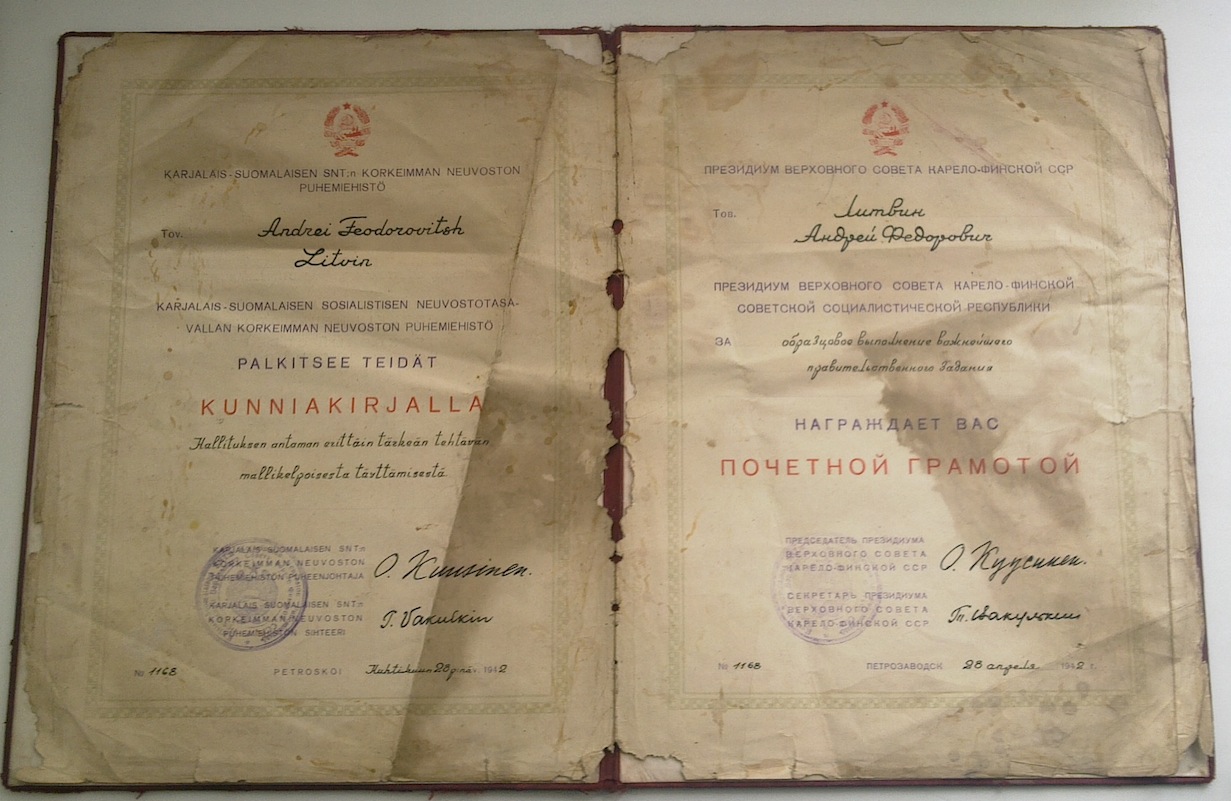 KARJALAIS-SUOMALAISEN SNT:n KORKEIMMAN NEUVOSTON
PUHEMIEHISTÖ
Tov. Andrei Feodorovitsh
Litvin
KARJALAIS-SUOMALAISEN SOSIALISTISEN NEUVOSTOTASA-
VALLAN KORKEIMMAN NEUVOSTON PUHEMIEHISTÖ
PALKITSEE TEIDÄT
KUNNIAKIRJALLA
Hallituksen antaman erittäin tärkeän tehtävän
mallikelpoisesta täyttämisestä
KARJALAIS-SUOMALAISEN SNT:n
KORKEIMMAN NEUVOSTON
PUHEMIEHISTÖN PUHEENJOHTAJA
O. Kuusinen.
KARJALAIS-SUOMALAISEN SNT:n
KORKEIMMAN NEUVOSTON
PUHEMIEHISTÖN SIHTEERI
T. Vakulkin
№ 1168 PETROSKOI Huhtikuun 28 p:nä v. 1942
ПРЕЗИДИУМ ВЕРХОВНОГО СОВЕТА КАРЕЛО-ФИНСКОЙ ССР
Тов. Литвин
Андрей Федорович
ПРЕЗИДИУМ ВЕРХОВНОГО СОВЕТА КАРЕЛО-ФИНСКОЙ
СОВЕТСКОЙ СОЦИАЛИСТИЧЕСКОЙ РЕСПУБЛИКИ
ЗА образцовое выполнение важнейшего
правительственного задания
НАГРАЖДАЕТ ВАС
ПОЧЕТНОЙ ГРАМОТОЙ
ПРЕДСЕДАТЕЛЬ ПРЕЗИДИУМА
ВЕРХОВНОГО СОВЕТА
КАРЕЛО-ФИНСКОЙ ССР
О. Куусинен.
СЕКРЕТАРЬ ПРЕЗИДИУМА
ВЕРХОВНОГО СОВЕТА
КАРЕЛО-ФИНСКОЙ ССР
Т. Вакулькин
№ 1168 ПЕТРОЗАВОДСК 28 апреля 1942 г.